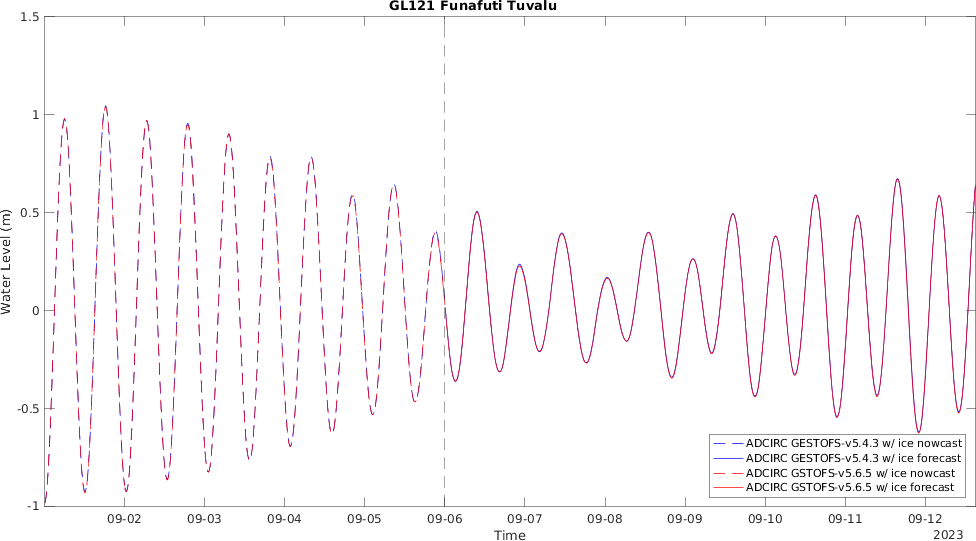 GL121 Funafuti Tuvalu
1.5
1
0.5
0
-0.5
-1
Water Level (m)
09-02 09-03 09-04 09-05 09-06 09-07 09-08 09-09 09-10 09-11 09-12
2023
Time
ADCIRC GESTOFS-v5.4.3 w/ ice nowcast
ADCIRC GESTOFS-v5.4.3 w/ ice forecast
ADCIRC GSTOFS-v5.6.5 w/ ice nowcast
ADCIRC GSTOFS-v5.6.5 w/ ice forecast